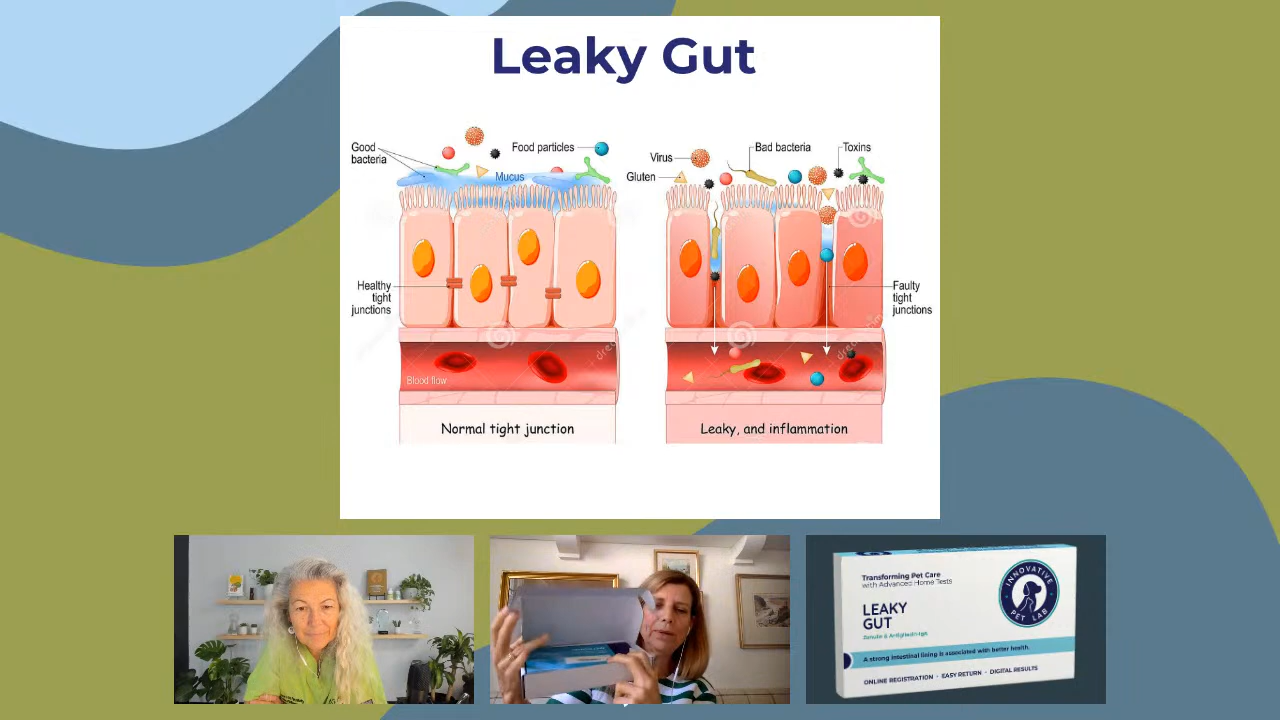 Leaky Gut
Good
bacteria
Food particles
Mucus
Healthy
tight
junctions
Blood flow
Normal tight junction
Virus
Gluten
Bad bacteria
Toxins
Faulty
tight
junctions
Leaky, and inflammation
Transforming Pet Care
with Advanced Home Tests
LEAKY
GUT
INNOVATIVE
PET LAB
A strong intestinal lining is associated with better health.
ONLINE REGISTRATION - EASY RETURN - DIGITAL RESULTS